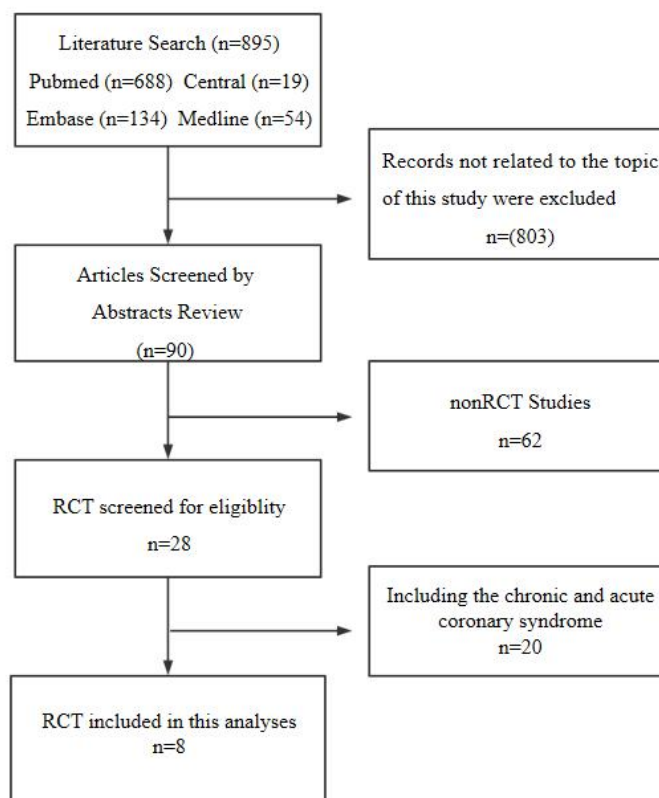 Literature Search (n=895)
Pubmed (n=688) Central (n=19)
Embase (n=134) Medline (n=54)
Records not related to the topic
of this study were excluded
n=(803)
Articles Screened by
Abstracts Review
(n=90)
nonRCT Studies
n=62
RCT screened for eligiblity
n=28
Including the chronic and acute
coronary syndrome
n=20
RCT included in this analyses
n=8